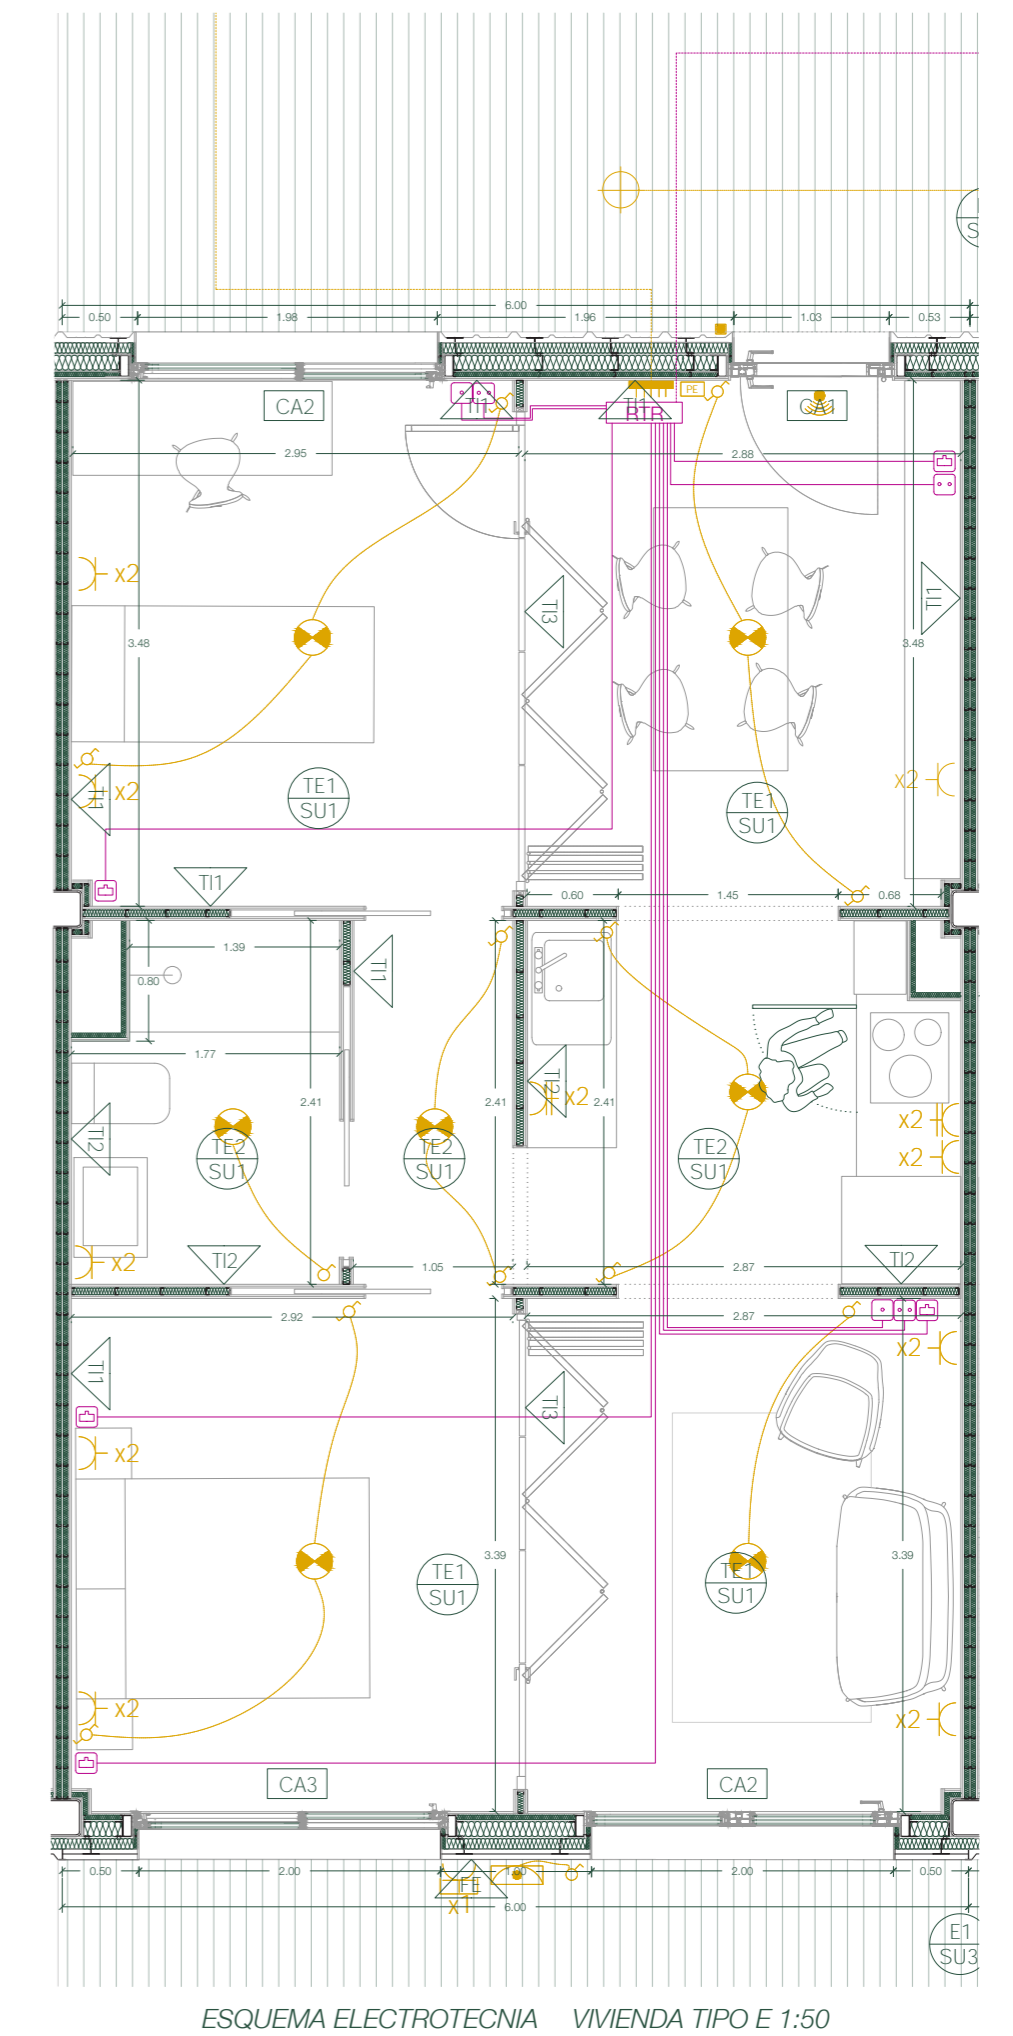 6.00
0.50 1.98 1.96 1.03 0.53
CA2 TI1 TI1 RTR PE CA1
2.95 2.88
x2
TI3 TI1
3.48 3.48
TI1 x2 x2
TE1
SU1
TE1
SU1
TI1
0.60 1.45 0.68
1.39
0.80
TI1
1.77
2.41 2.41 2.41
TI2 x2
x2
TI2
x2
TE2
SU1
TE2
SU1
TE2
SU1
x2 TI2 TI2
1.05 2.87
2.92 2.87
x2
TI1 TI3
x2
3.39 3.39
TE1
SU1
TE1
SU1
x2 x2
CA3 CA2
0.50 2.00 1.00 2.00 0.50
FE
x1
6.00
E1
SU3
ESQUEMA ELECTROTECNIA VIVIENDA TIPO E 1:50